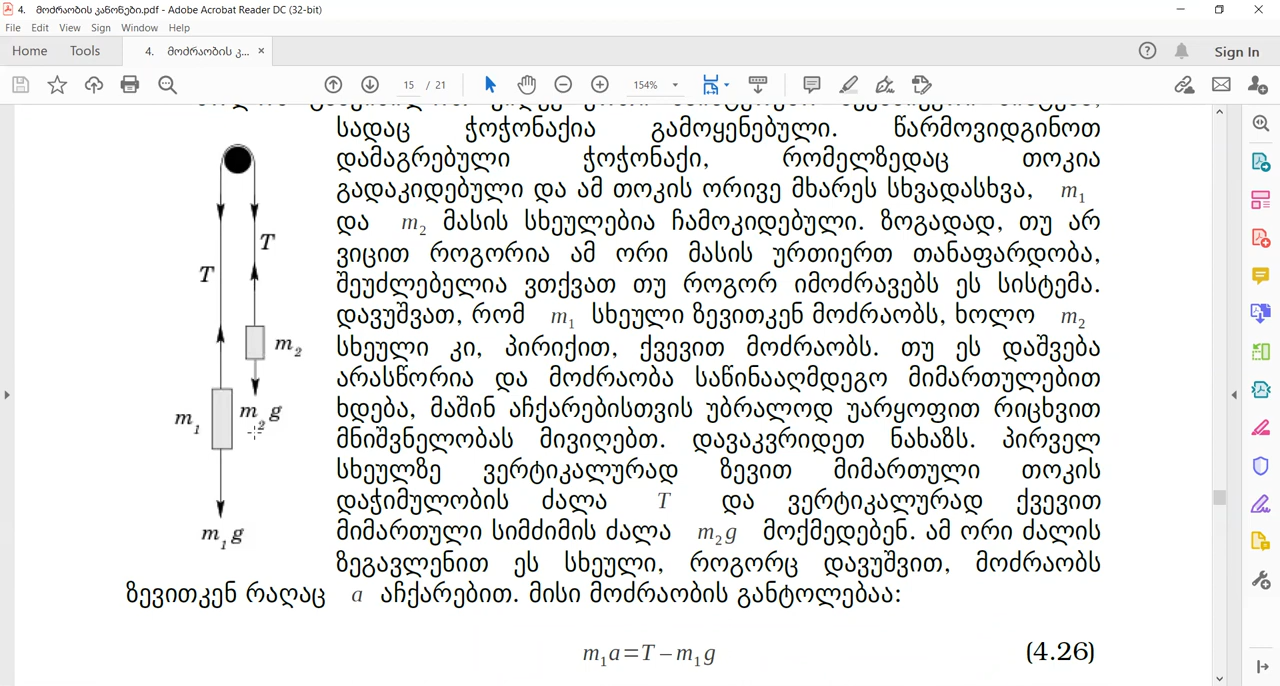 4. მოძრაობის კანონები.pdf - Adobe Acrobat Reader DC (32-bit)
File Edit View Sign Window Help
Home Tools 4. მოძრაობის კ... × Sign In
15 / 21 154%
სადაც ჭოჭონაქია გამოყენებული. წარმოვიდგინოთ
დამაგრებული ჭოჭონაქი, რომელზედაც თოკია
გადაკიდებული და ამ თოკის ორივე მხარეს სხვადასხვა, m₁
და m₂ მასის სხეულებია ჩამოკიდებული. ზოგადად, თუ არ
ვიცით როგორია ამ ორი მასის ურთიერთ თანაფარდობა,
შეუძლებელია ვთქვათ თუ როგორ იმოძრავებს ეს სისტემა.
დავუშვათ, რომ m₁ სხეული ზევითკენ მოძრაობს, ხოლო m₂
სხეული კი, პირიქით, ქვევით მოძრაობს. თუ ეს დაშვება
არასწორია და მოძრაობა საწინააღმდეგო მიმართულებით
ხდება, მაშინ აჩქარებისთვის უბრალოდ უარყოფით რიცხვით
მნიშვნელობას მივიღებთ. დავაკვრიდეთ ნახაზს. პირველ
სხეულზე ვერტიკალურად ზევით მიმართული თოკის
დაჭიმულობის ძალა T და ვერტიკალურად ქვევით
მიმართული სიმძიმის ძალა m₂g მოქმედებენ. ამ ორი ძალის
ზეგავლენით ეს სხეული, როგორც დავუშვით, მოძრაობს
ზევითკენ რაღაც a აჩქარებით. მისი მოძრაობის განტოლებაა:
m₁a=T–m₁g (4.26)
T
T
m₂
m₁
m₂g
m₁g